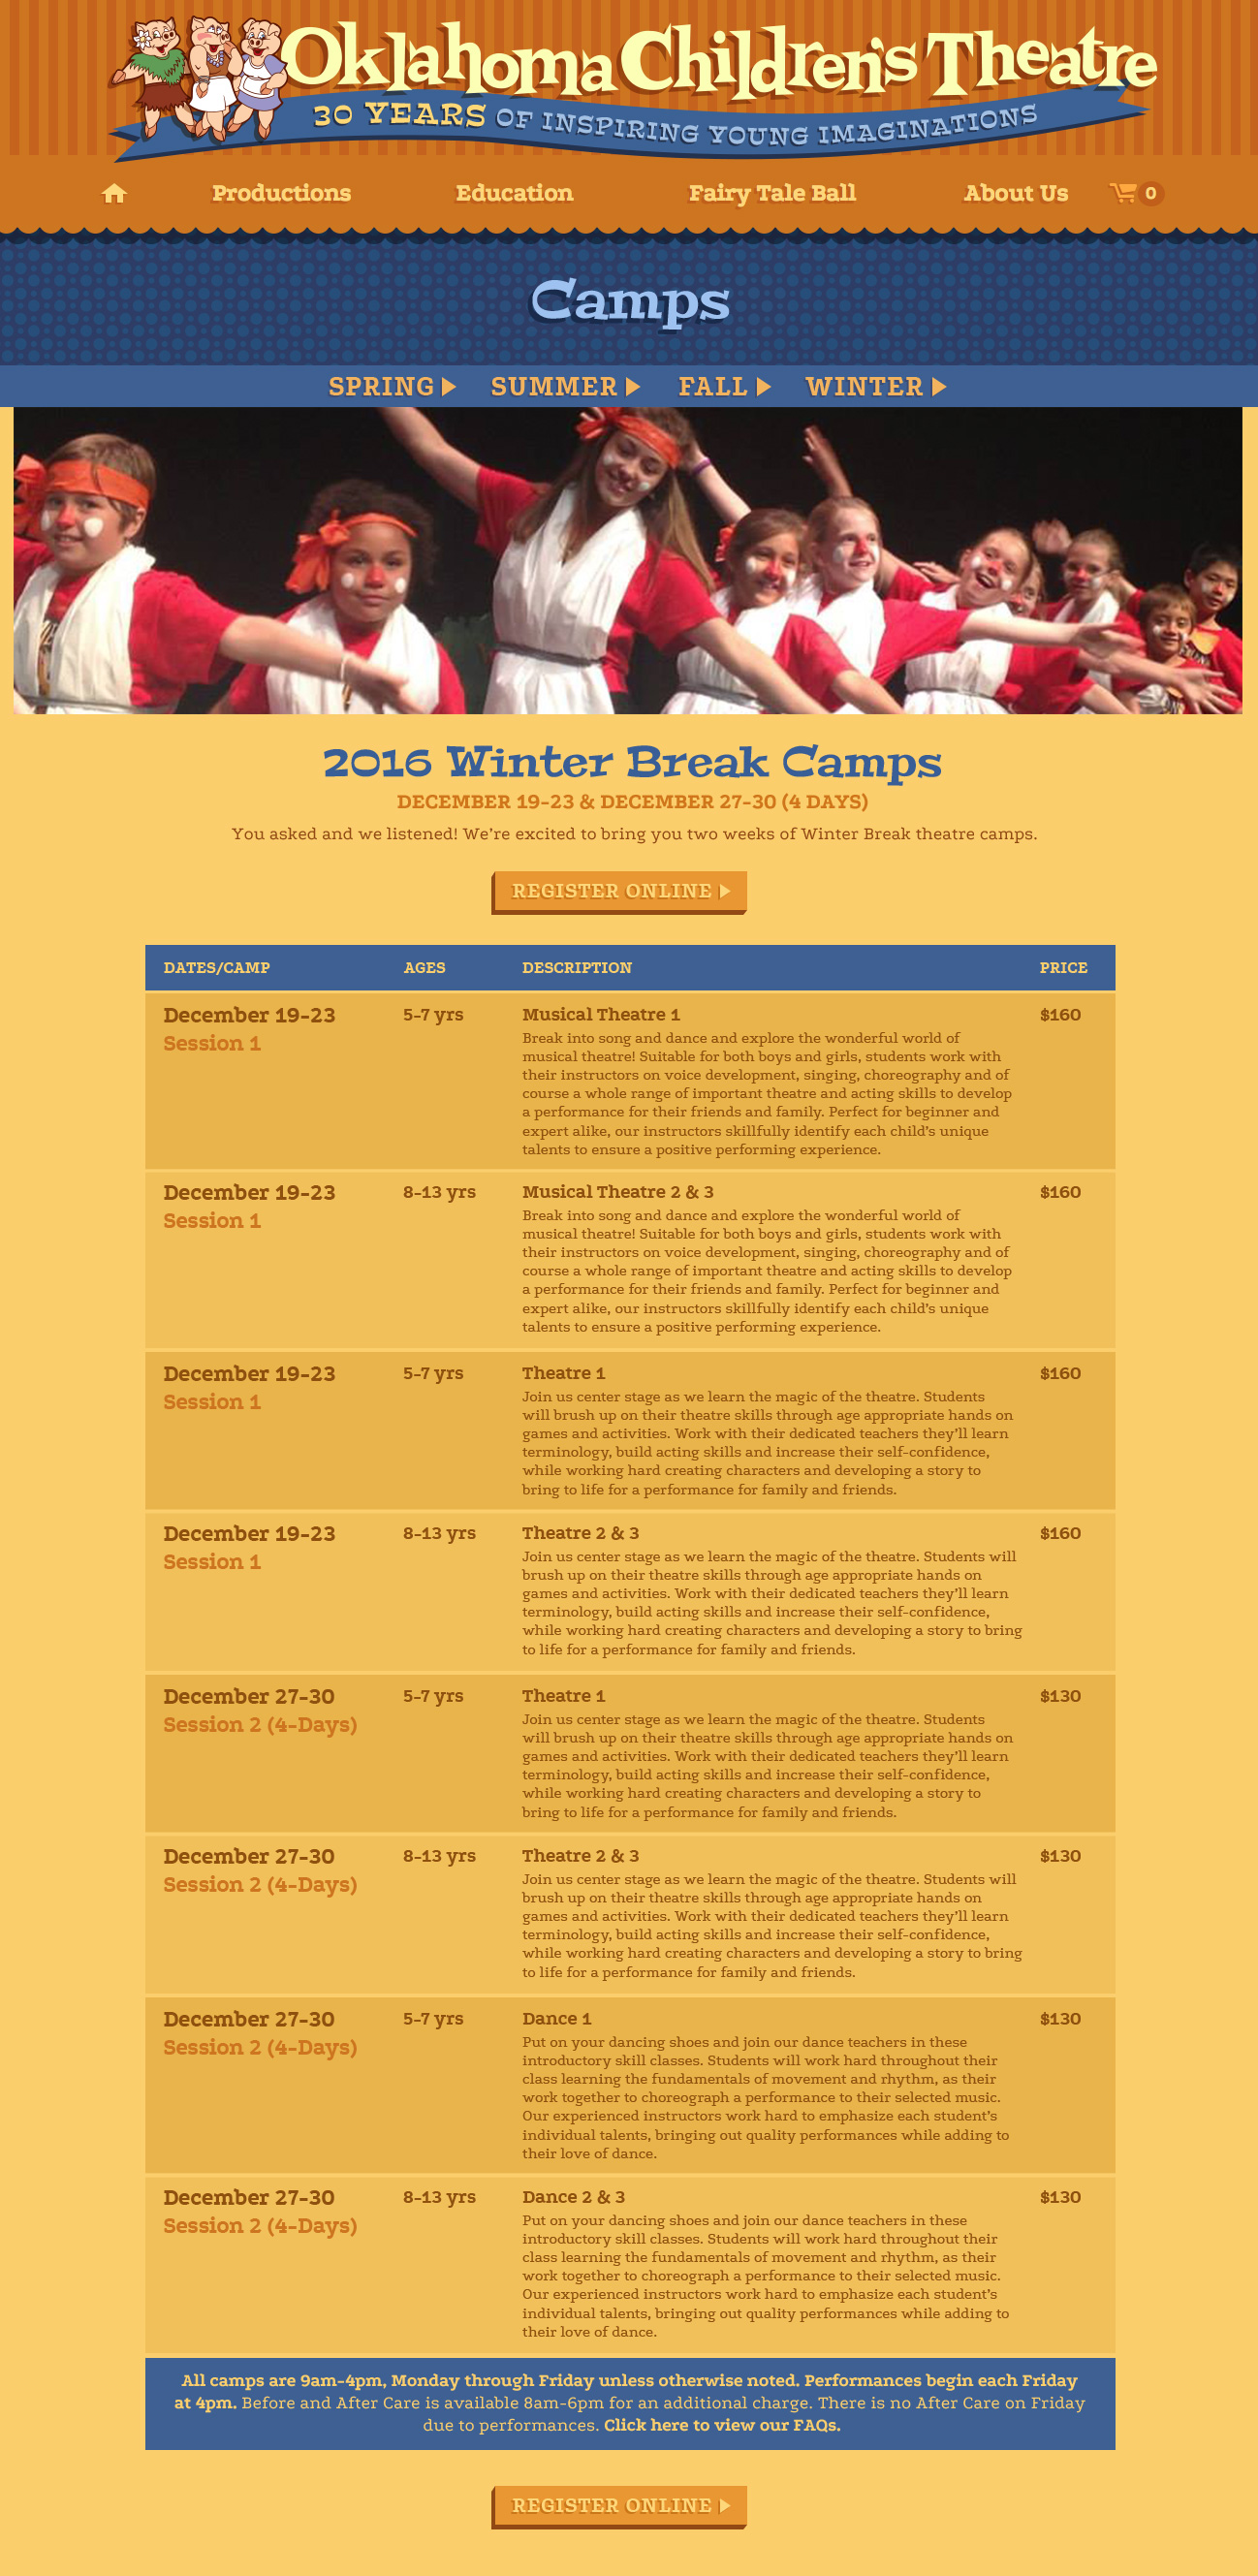 Oklahoma Children's Theatre
30 YEARS OF INSPIRING YOUNG IMAGINATIONS
Productions Education Fairy Tale Ball About Us 0
Camps
SPRING SUMMER FALL WINTER
2016 Winter Break Camps
DECEMBER 19-23 & DECEMBER 27-30 (4 DAYS)
You asked and we listened! We're excited to bring you two weeks of Winter Break theatre camps.
REGISTER ONLINE
DATES/CAMP AGES DESCRIPTION PRICE
December 19-23 5-7 yrs Musical Theatre 1 $160
Session 1
Break into song and dance and explore the wonderful world of
musical theatre! Suitable for both boys and girls, students work with
their instructors on voice development, singing, choreography and of
course a whole range of important theatre and acting skills to develop
a performance for their friends and family. Perfect for beginner and
expert alike, our instructors skillfully identify each child's unique
talents to ensure a positive performing experience.
December 19-23 8-13 yrs Musical Theatre 2 & 3 $160
Session 1
Break into song and dance and explore the wonderful world of
musical theatre! Suitable for both boys and girls, students work with
their instructors on voice development, singing, choreography and of
course a whole range of important theatre and acting skills to develop
a performance for their friends and family. Perfect for beginner and
expert alike, our instructors skillfully identify each child's unique
talents to ensure a positive performing experience.
December 19-23 5-7 yrs Theatre 1 $160
Session 1
Join us center stage as we learn the magic of the theatre. Students
will brush up on their theatre skills through age appropriate hands on
games and activities. Work with their dedicated teachers they'll learn
terminology, build acting skills and increase their self-confidence,
while working hard creating characters and developing a story to
bring to life for a performance for family and friends.
December 19-23 8-13 yrs Theatre 2 & 3 $160
Session 1
Join us center stage as we learn the magic of the theatre. Students will
brush up on their theatre skills through age appropriate hands on
games and activities. Work with their dedicated teachers they'll learn
terminology, build acting skills and increase their self-confidence,
while working hard creating characters and developing a story to bring
to life for a performance for family and friends.
December 27-30 5-7 yrs Theatre 1 $130
Session 2 (4-Days)
Join us center stage as we learn the magic of the theatre. Students
will brush up on their theatre skills through age appropriate hands on
games and activities. Work with their dedicated teachers they'll learn
terminology, build acting skills and increase their self-confidence,
while working hard creating characters and developing a story to
bring to life for a performance for family and friends.
December 27-30 8-13 yrs Theatre 2 & 3 $130
Session 2 (4-Days)
Join us center stage as we learn the magic of the theatre. Students will
brush up on their theatre skills through age appropriate hands on
games and activities. Work with their dedicated teachers they'll learn
terminology, build acting skills and increase their self-confidence,
while working hard creating characters and developing a story to bring
to life for a performance for family and friends.
December 27-30 5-7 yrs Dance 1 $130
Session 2 (4-Days)
Put on your dancing shoes and join our dance teachers in these
introductory skill classes. Students will work hard throughout their
class learning the fundamentals of movement and rhythm, as their
work together to choreograph a performance to their selected music.
Our experienced instructors work hard to emphasize each student's
individual talents, bringing out quality performances while adding to
their love of dance.
December 27-30 8-13 yrs Dance 2 & 3 $130
Session 2 (4-Days)
Put on your dancing shoes and join our dance teachers in these
introductory skill classes. Students will work hard throughout their
class learning the fundamentals of movement and rhythm, as their
work together to choreograph a performance to their selected music.
Our experienced instructors work hard to emphasize each student's
individual talents, bringing out quality performances while adding to
their love of dance.
All camps are 9am-4pm, Monday through Friday unless otherwise noted. Performances begin each Friday
at 4pm. Before and After Care is available 8am-6pm for an additional charge. There is no After Care on Friday
due to performances. Click here to view our FAQs.
REGISTER ONLINE